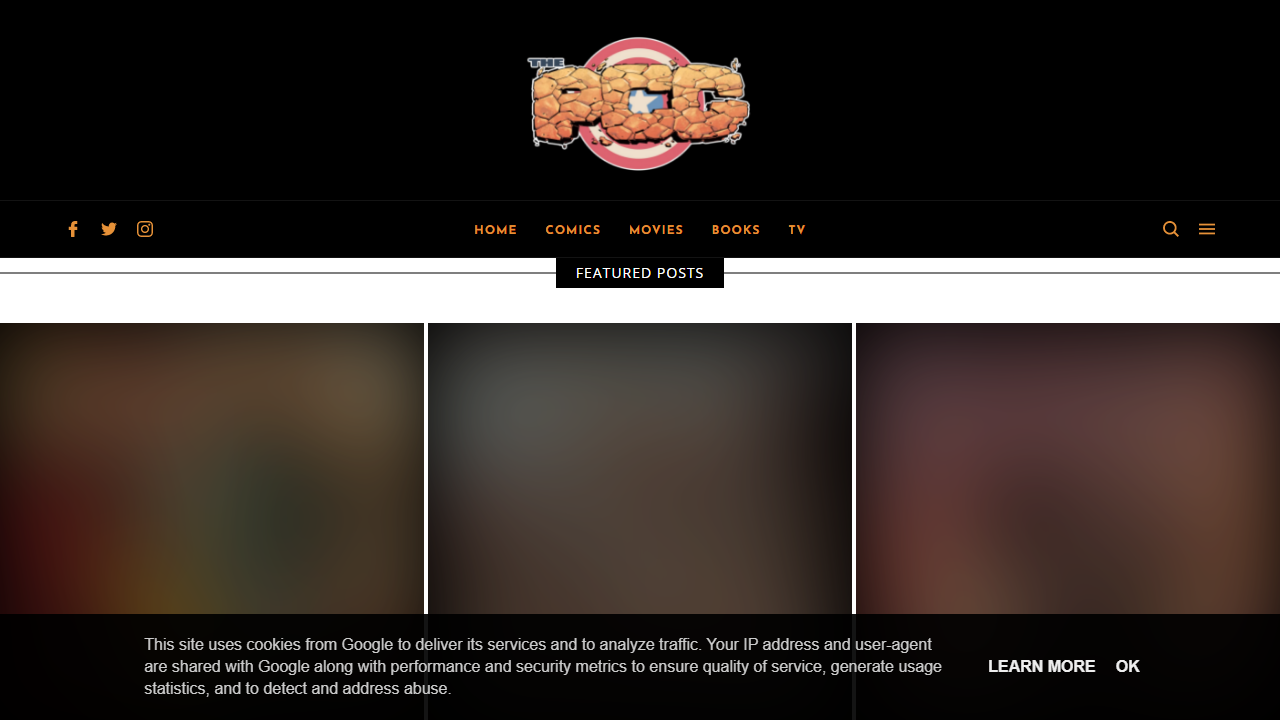 THE
PCG
HOME COMICS MOVIES BOOKS TV
FEATURED POSTS
This site uses cookies from Google to deliver its services and to analyze traffic. Your IP address and user-agent
are shared with Google along with performance and security metrics to ensure quality of service, generate usage
statistics, and to detect and address abuse.
LEARN MORE OK